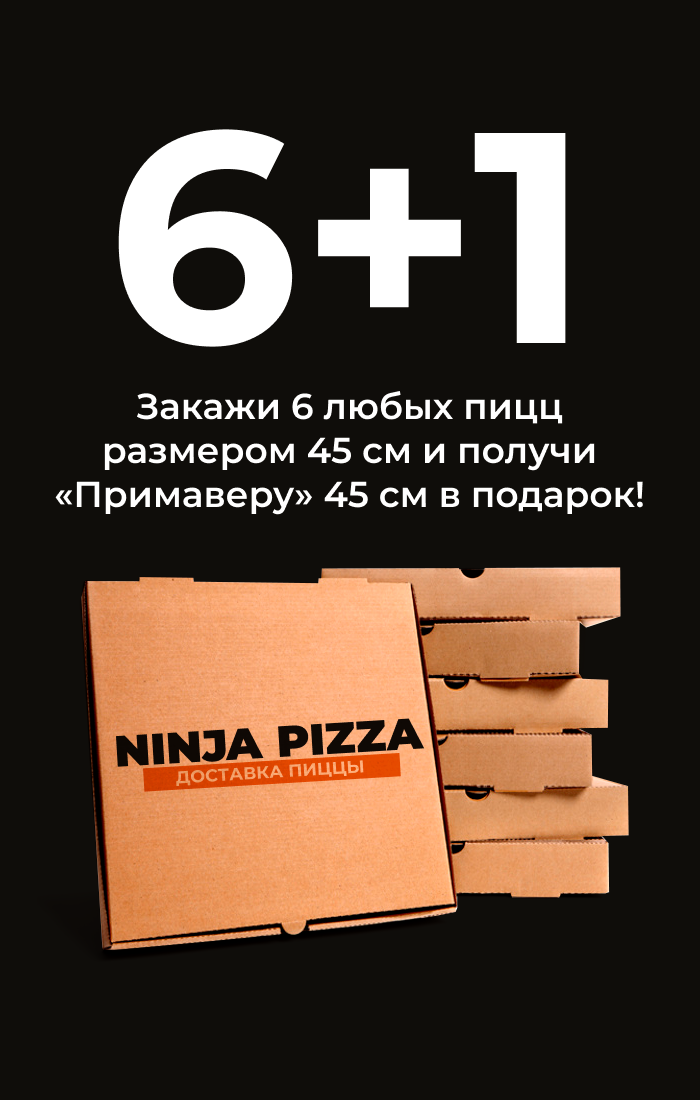 6+1
Закажи 6 любых пицц
размером 45 см и получи
«Примаверу» 45 см в подарок!
NINJA PIZZA
ДОСТАВКА ПИЦЦЫ